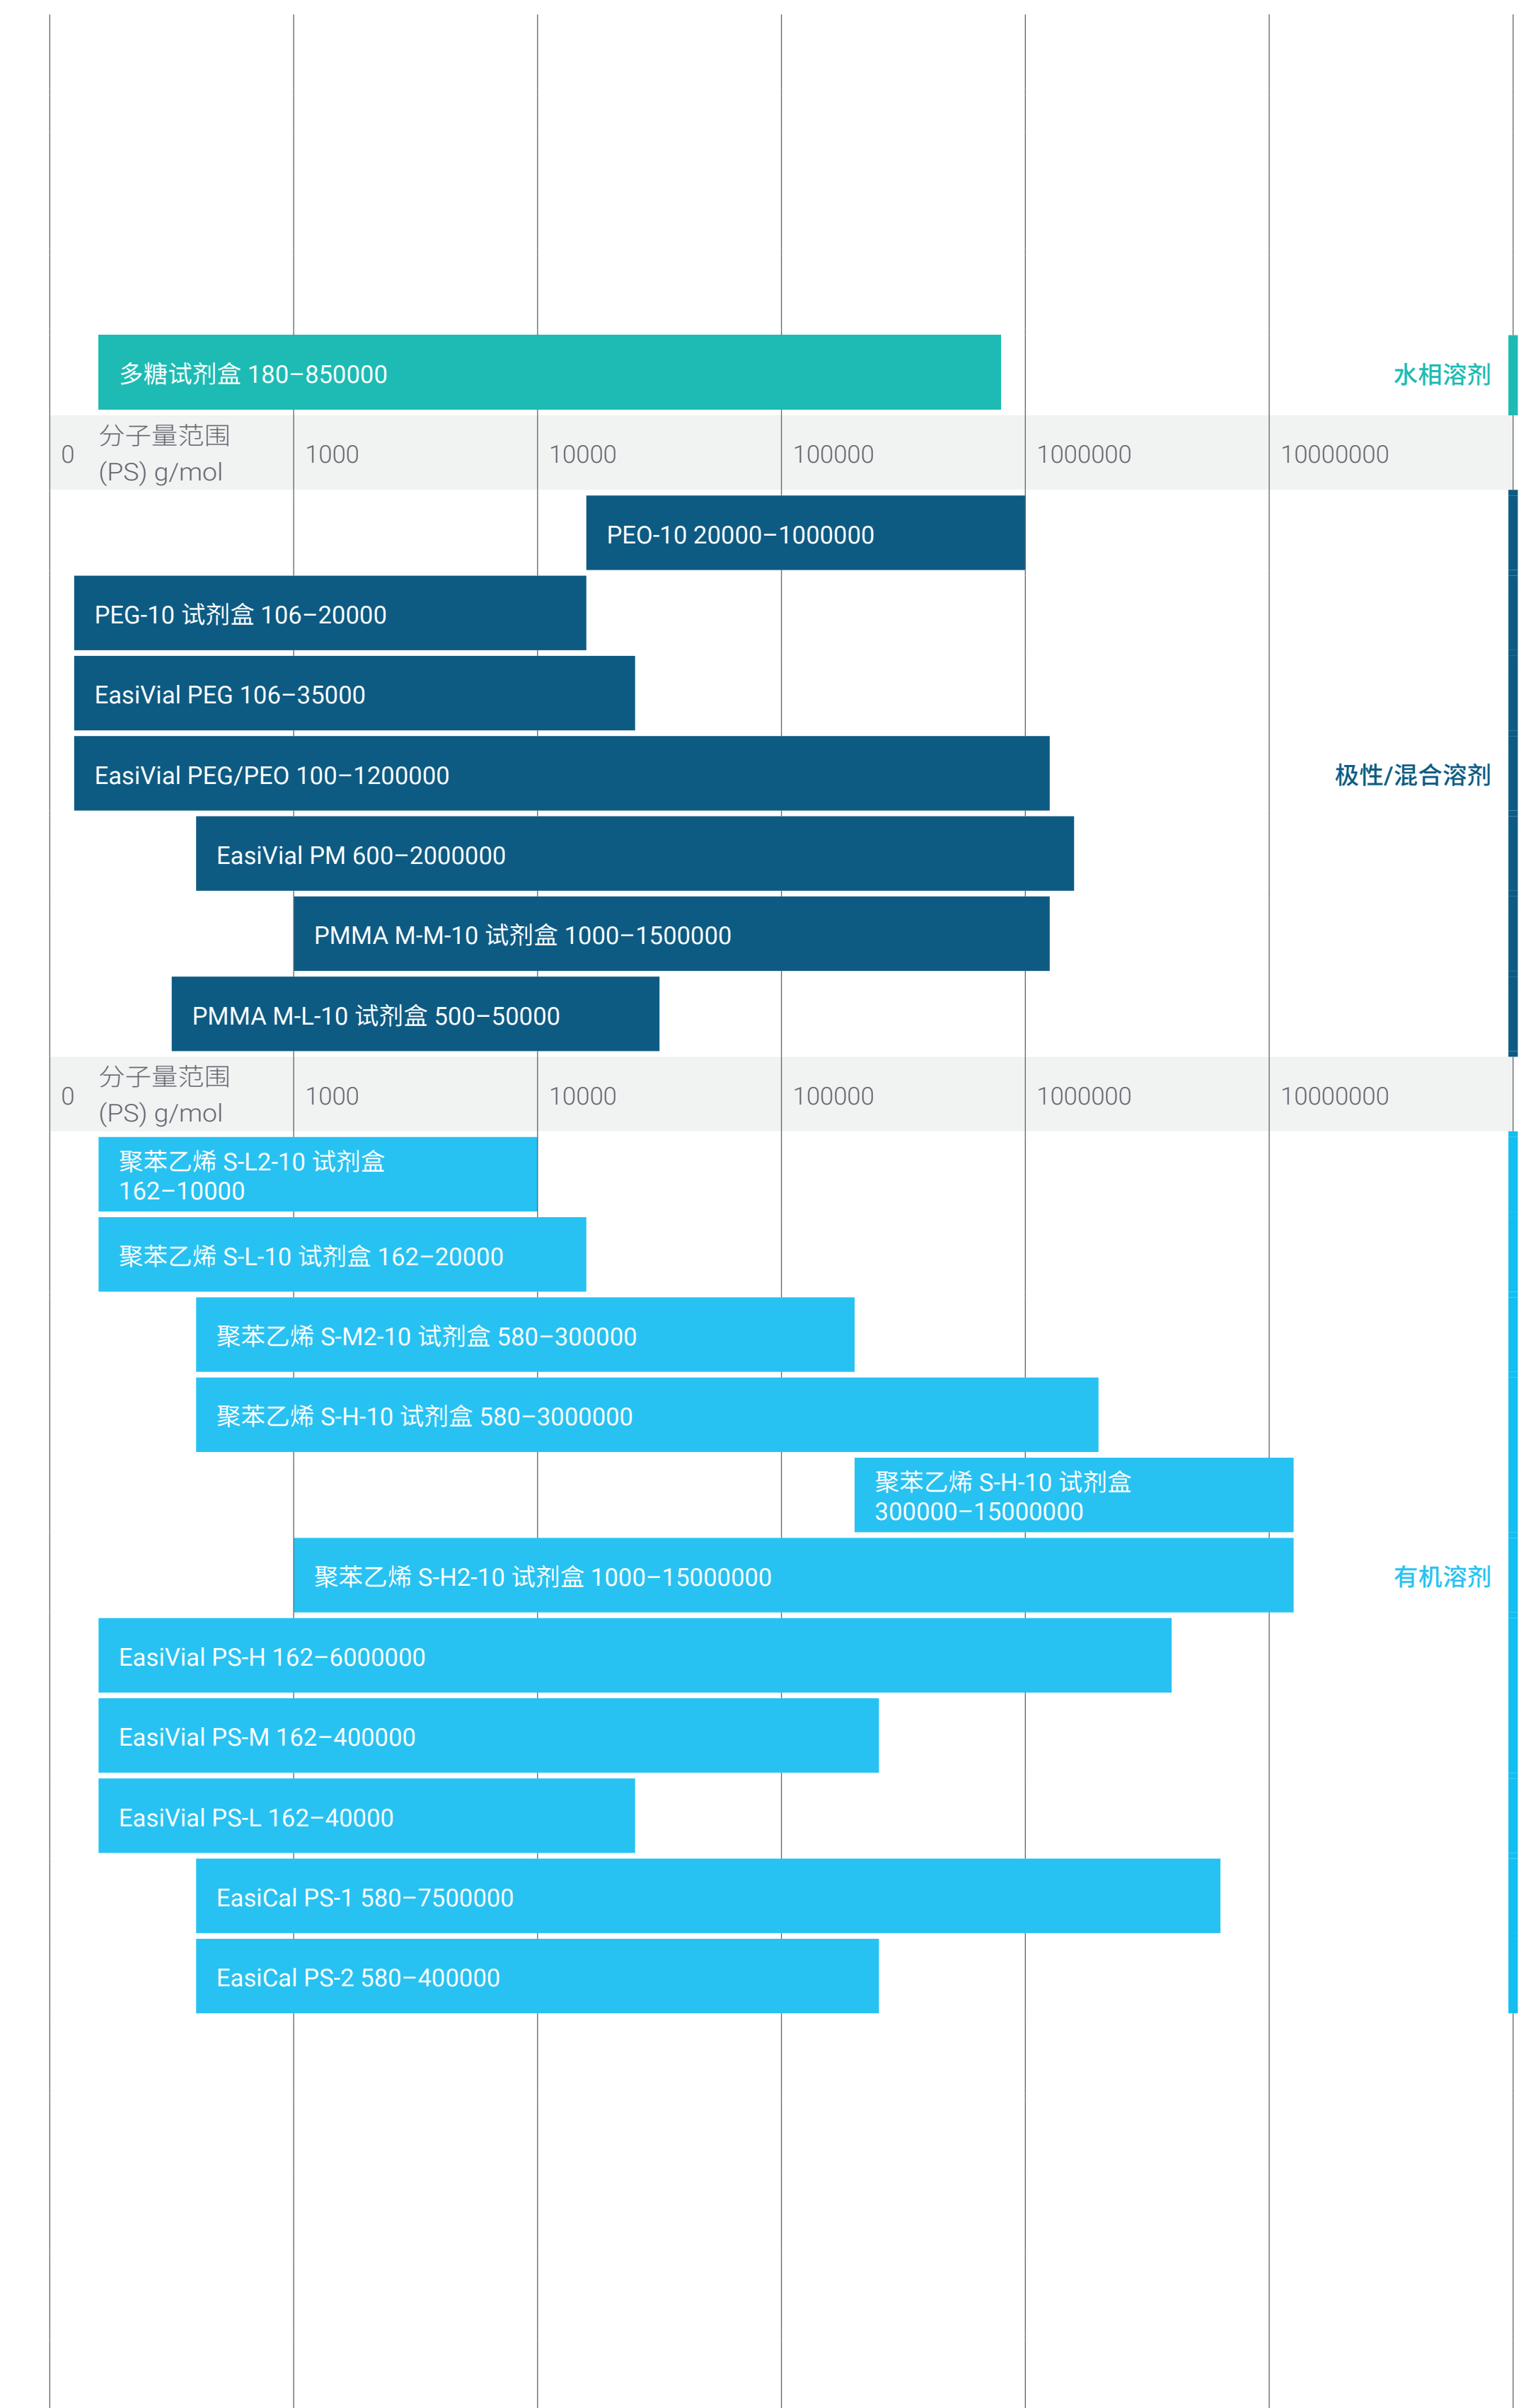 多糖试剂盒 180–850000
水相溶剂
0
分子量范围
(PS) g/mol
1000
10000
100000
1000000
10000000
PEO-10 20000–1000000
PEG-10 试剂盒 106–20000
EasiVial PEG 106–35000
EasiVial PEG/PEO 100–1200000
极性/混合溶剂
EasiVial PM 600–2000000
PMMA M-M-10 试剂盒 1000–1500000
PMMA M-L-10 试剂盒 500–50000
0
分子量范围
(PS) g/mol
1000
10000
100000
1000000
10000000
聚苯乙烯 S-L2-10 试剂盒
162–10000
聚苯乙烯 S-L-10 试剂盒 162–20000
聚苯乙烯 S-M2-10 试剂盒 580–300000
聚苯乙烯 S-H-10 试剂盒 580–3000000
聚苯乙烯 S-H-10 试剂盒
300000–15000000
聚苯乙烯 S-H2-10 试剂盒 1000–15000000
有机溶剂
EasiVial PS-H 162–6000000
EasiVial PS-M 162–400000
EasiVial PS-L 162–40000
EasiCal PS-1 580–7500000
EasiCal PS-2 580–400000